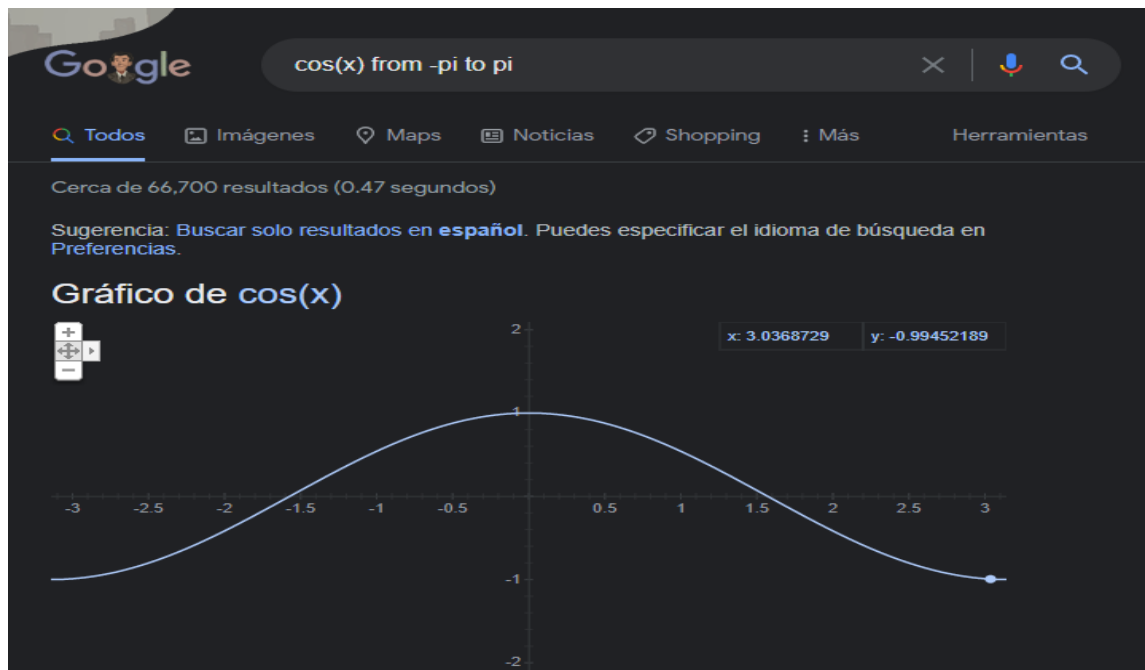 Google
cos(x) from -pi to pi
Todos Imágenes Maps Noticias Shopping Más Herramientas
Cerca de 66,700 resultados (0.47 segundos)
Sugerencia: Buscar solo resultados en español. Puedes especificar el idioma de búsqueda en
Preferencias.
Gráfico de cos(x)
+
−
2
x: 3.0368729 y: -0.99452189
1
-3 -2.5 -2 -1.5 -1 -0.5 0.5 1 1.5 2 2.5 3
-1
-2